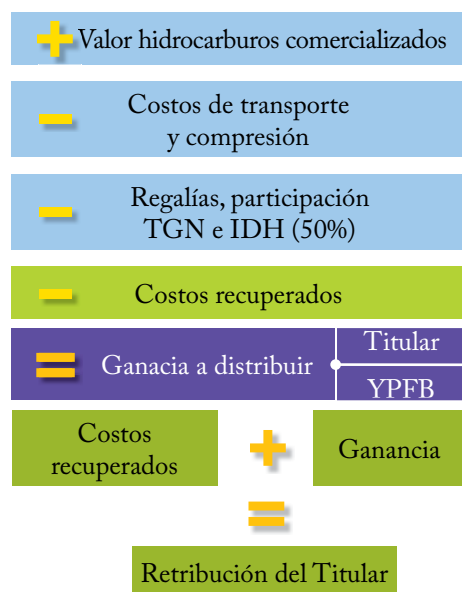 + Valor hidrocarburos comercializados
− Costos de transporte
y compresión
− Regalías, participación
TGN e IDH (50%)
− Costos recuperados
= Ganacia a distribuir
Titular
YPFB
Costos
recuperados
+
Ganancia
=
Retribución del Titular